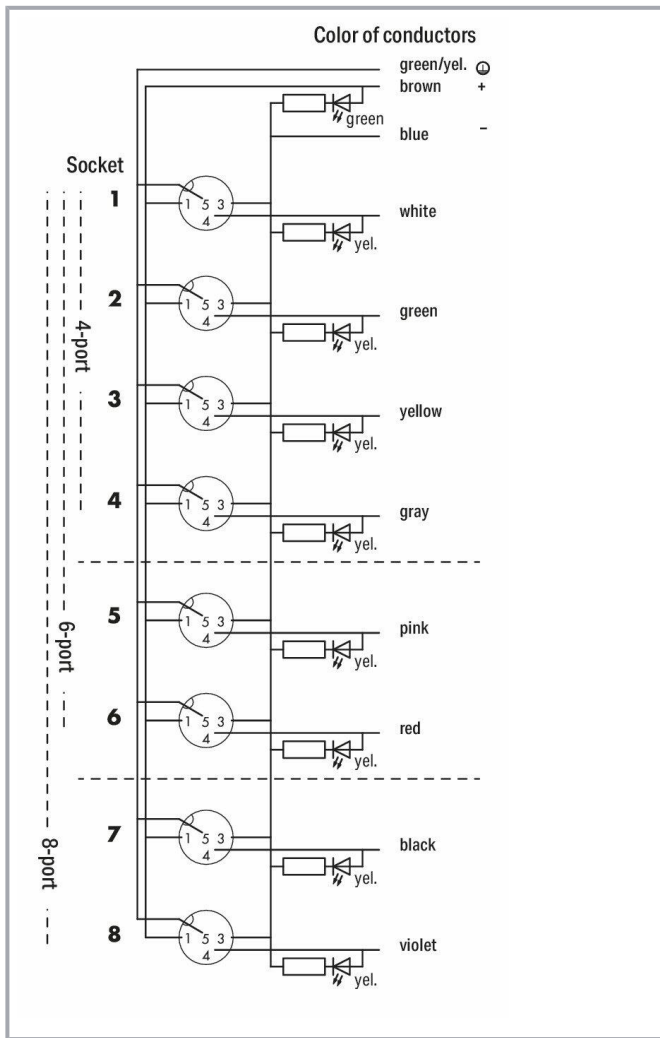 Color of conductors
green/yel.
brown +
green
blue -
Socket
1
1 5 3
4
white
yel.
2
1 5 3
4
green
yel.
4-port
3
1 5 3
4
yellow
yel.
4
1 5 3
4
gray
yel.
5
1 5 3
4
pink
yel.
6-port
6
1 5 3
4
red
yel.
7
1 5 3
4
black
yel.
8-port
8
1 5 3
4
violet
yel.